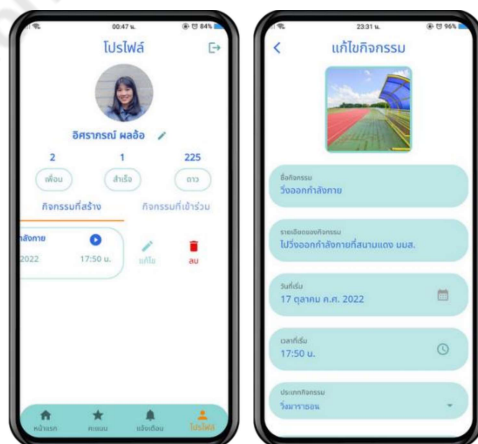 00:47 น.
84%
โปรไฟล์
อิศราภรณ์ ผลอ้อ
2
1
225
เพื่อน
สำเร็จ
ดาว
กิจกรรมที่สร้าง
กิจกรรมที่เข้าร่วม
ลังกาย
2022
17:50 น.
แก้ไข
ลบ
หน้าแรก
คะแนน
แจ้งเตือน
โปรไฟล์
23:31 น.
96%
แก้ไขกิจกรรม
ชื่อกิจกรรม
วิ่งออกกำลังกาย
รายเอียดของกิจกรรม
ไปวิ่งออกกำลังกายที่สนามแดง มมส.
วันที่เริ่ม
17 ตุลาคม ค.ศ. 2022
เวลาที่เริ่ม
17:50 น.
ประเภทกิจกรรม
วิ่งมาราธอน